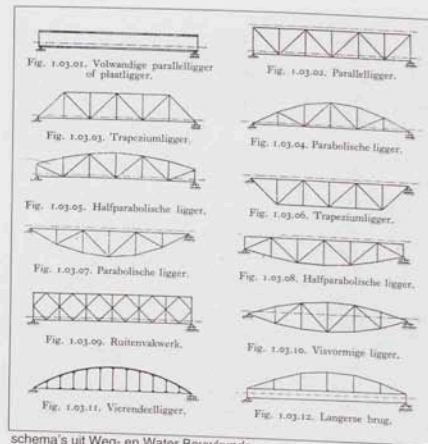 Fig. 1.03.01. Volwandige parallelligger
of plaatligger.
Fig. 1.03.02. Parallelligger.
Fig. 1.03.03. Trapeziumligger.
Fig. 1.03.04. Parabolische ligger.
Fig. 1.03.05. Halfparabolische ligger.
Fig. 1.03.06. Trapeziumligger.
Fig. 1.03.07. Parabolische ligger.
Fig. 1.03.08. Halfparabolische ligger.
Fig. 1.03.09. Ruitenvakwerk.
Fig. 1.03.10. Visvormige ligger.
Fig. 1.03.11. Vierendeelligger.
Fig. 1.03.12. Langerse brug.
schema's uit Weg- en Water Bouwkunde